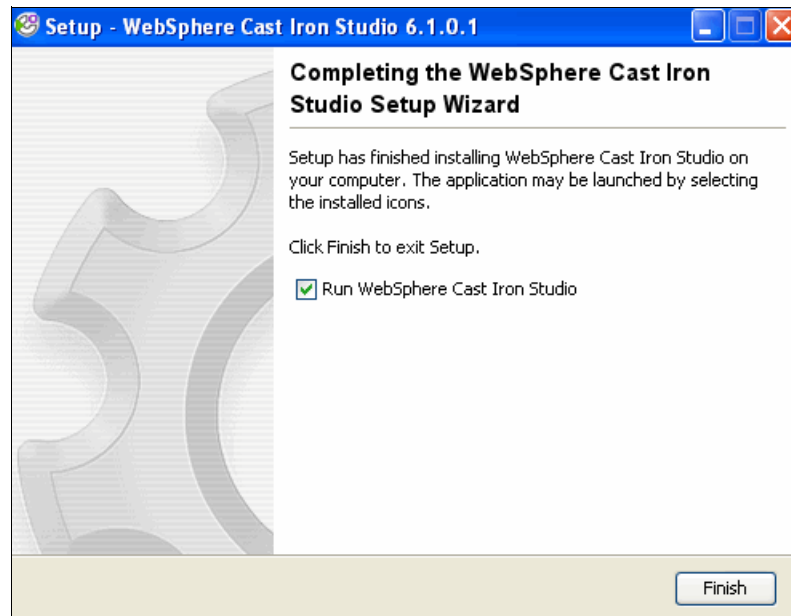 Setup - WebSphere Cast Iron Studio 6.1.0.1
Completing the WebSphere Cast Iron
Studio Setup Wizard
Setup has finished installing WebSphere Cast Iron Studio on
your computer. The application may be launched by selecting
the installed icons.
Click Finish to exit Setup.
Run WebSphere Cast Iron Studio
Finish